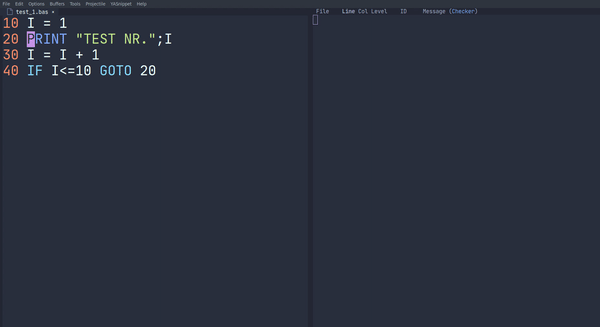 File Edit Options Buffers Tools Projectile YASnippet Help
test_1.bas •
File Line Col Level ID Message (Checker)
10 I = 1
20 PRINT "TEST NR.";I
30 I = I + 1
40 IF I<=10 GOTO 20